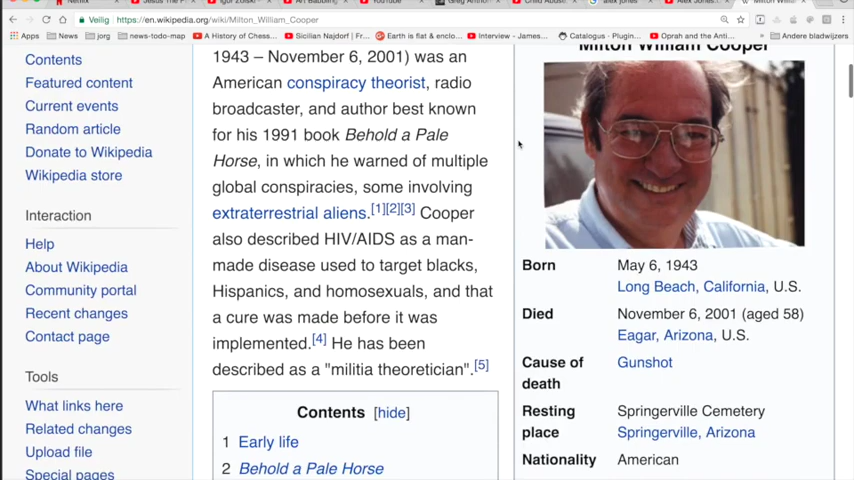 Netflix
YouTube
alex jones
Veilig https://en.wikipedia.org/wiki/Milton_William_Cooper
Apps News jorg news-todo-map A History of Chess... Sicilian Najdorf | Fr... Earth is flat & enclo... Interview - James... Catalogus - Plugin... Oprah and the Anti... Andere bladwijzers
Contents
Featured content
Current events
Random article
Donate to Wikipedia
Wikipedia store
Interaction
Help
About Wikipedia
Community portal
Recent changes
Contact page
Tools
What links here
Related changes
Upload file
Special pages
1943 – November 6, 2001) was an
American conspiracy theorist, radio
broadcaster, and author best known
for his 1991 book Behold a Pale
Horse, in which he warned of multiple
global conspiracies, some involving
extraterrestrial aliens.[1][2][3] Cooper
also described HIV/AIDS as a man-
made disease used to target blacks,
Hispanics, and homosexuals, and that
a cure was made before it was
implemented.[4] He has been
described as a "militia theoretician".[5]
Contents [hide]
1 Early life
2 Behold a Pale Horse
Milton William Cooper
Born May 6, 1943
Long Beach, California, U.S.
Died November 6, 2001 (aged 58)
Eagar, Arizona, U.S.
Cause of Gunshot
death
Resting Springerville Cemetery
place Springerville, Arizona
Nationality American